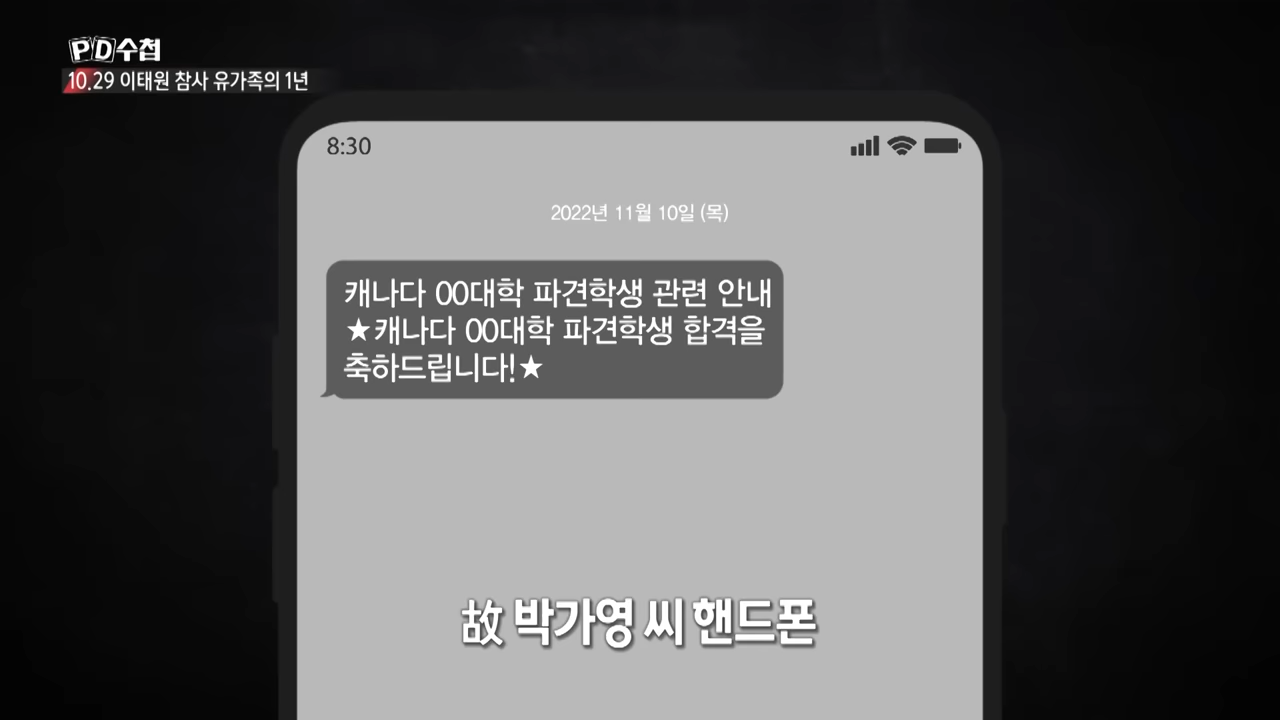 PD수첩
10.29 이태원 참사 유가족의 1년
8:30
2022년 11월 10일 (목)
캐나다 00대학 파견학생 관련 안내
★캐나다 00대학 파견학생 합격을
축하드립니다!★
故 박가영 씨 핸드폰